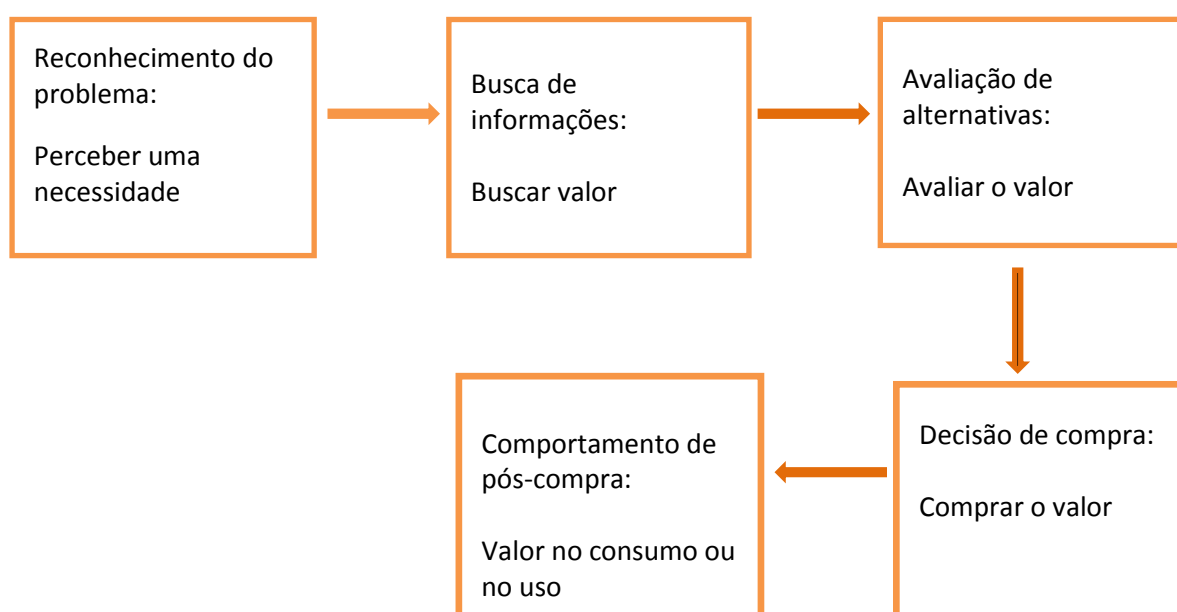 Reconhecimento do
problema:
Perceber uma
necessidade
Busca de
informações:
Buscar valor
Avaliação de
alternativas:
Avaliar o valor
Decisão de compra:
Comprar o valor
Comportamento de
pós-compra:
Valor no consumo ou
no uso